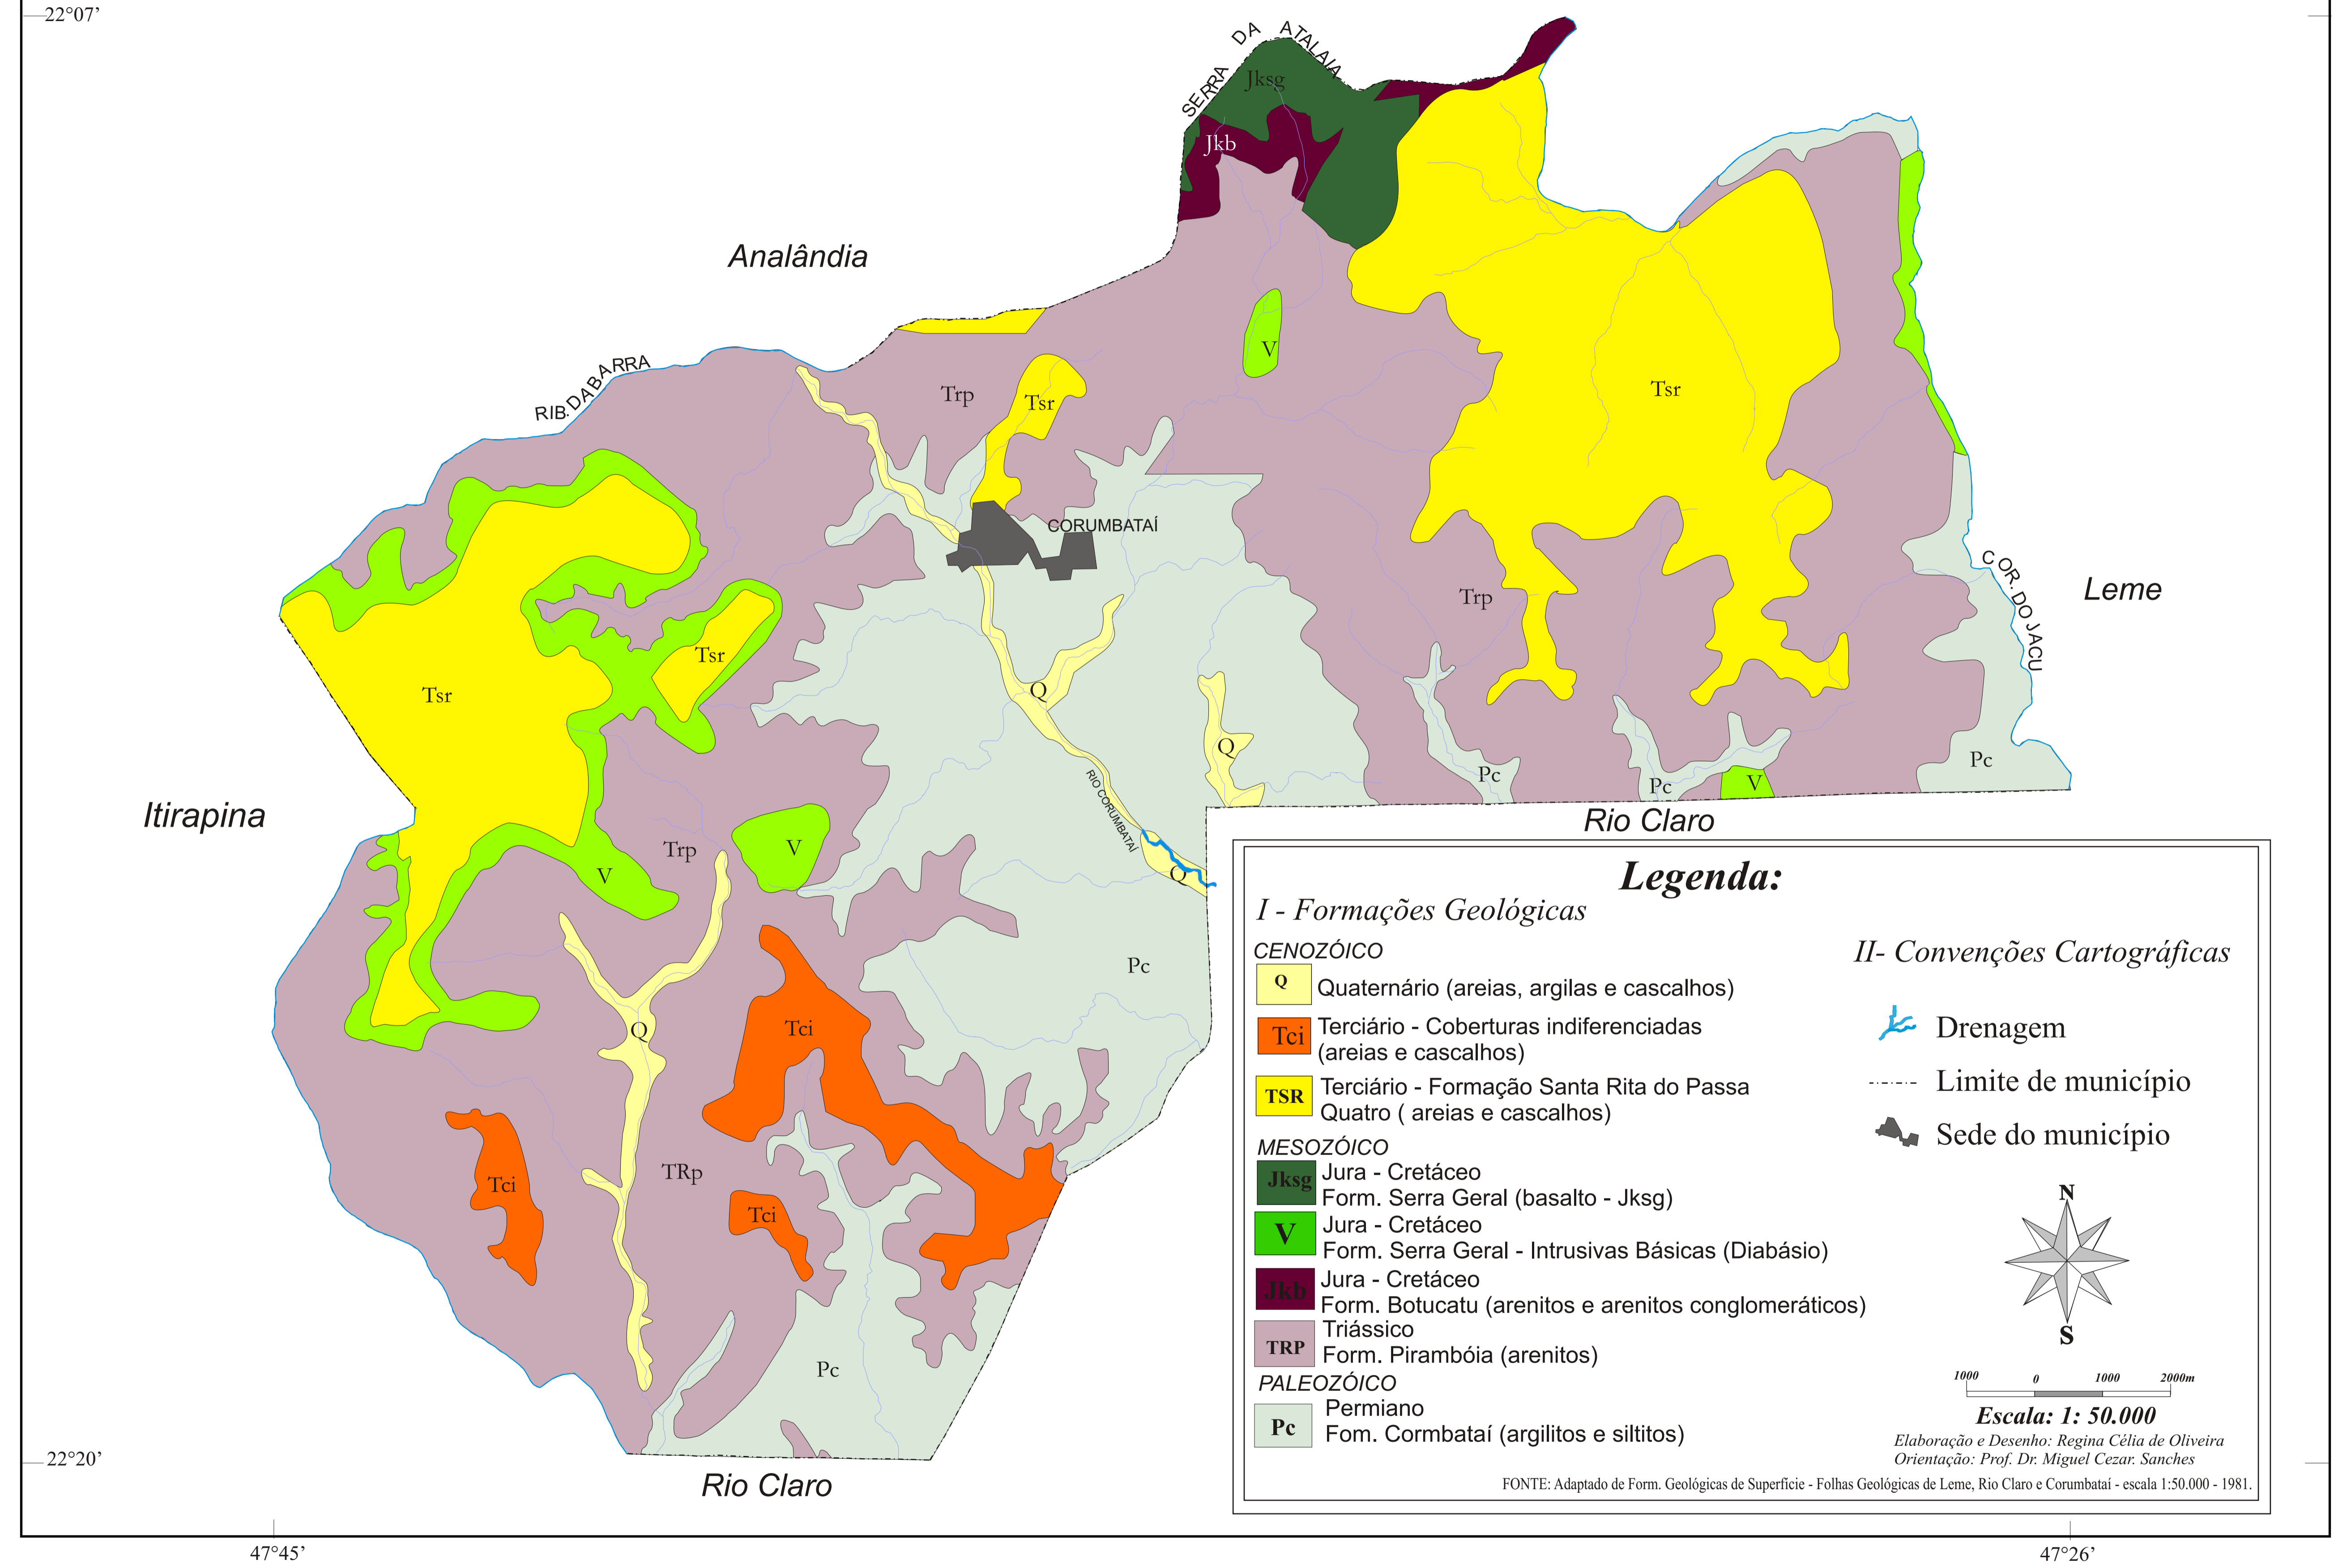 22°07’
SERRA DA ATALAIA
Jksg
Jkb
Analândia
RIB. DA BARRA
V
Trp
Tsr
Tsr
CORUMBATAÍ
COR. DO JACU
Leme
Trp
Tsr
Tsr
Q
Q
Pc
Pc
V
Pc
RIO CORUMBATAÍ
Itirapina
Rio Claro
Trp
V
V
Q
Pc
Q
Tci
TRp
Tci
Tci
Pc
Rio Claro
22°20’
47°45’
47°26’
Legenda:
I - Formações Geológicas
CENOZÓICO
Q
Quaternário (areias, argilas e cascalhos)
Tci
Terciário - Coberturas indiferenciadas
(areias e cascalhos)
TSR
Terciário - Formação Santa Rita do Passa
Quatro ( areias e cascalhos)
MESOZÓICO
Jksg
Jura - Cretáceo
Form. Serra Geral (basalto - Jksg)
V
Jura - Cretáceo
Form. Serra Geral - Intrusivas Básicas (Diabásio)
Jkb
Jura - Cretáceo
Form. Botucatu (arenitos e arenitos conglomeráticos)
TRP
Triássico
Form. Pirambóia (arenitos)
PALEOZÓICO
Pc
Permiano
Fom. Cormbataí (argilitos e siltitos)
II- Convenções Cartográficas
Drenagem
Limite de município
Sede do município
N
S
1000 0 1000 2000m
Escala: 1: 50.000
Elaboração e Desenho: Regina Célia de Oliveira
Orientação: Prof. Dr. Miguel Cezar. Sanches
FONTE: Adaptado de Form. Geológicas de Superfície - Folhas Geológicas de Leme, Rio Claro e Corumbataí - escala 1:50.000 - 1981.